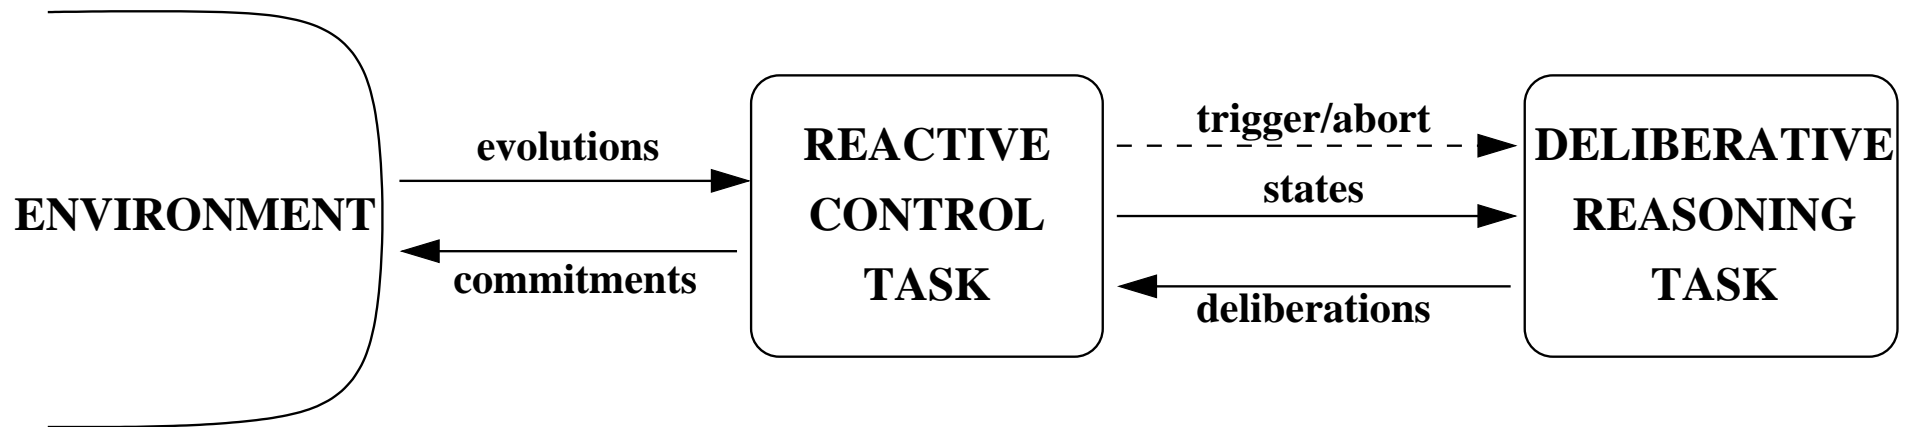 ENVIRONMENT
evolutions
commitments
REACTIVE
CONTROL
TASK
trigger/abort
states
deliberations
DELIBERATIVE
REASONING
TASK